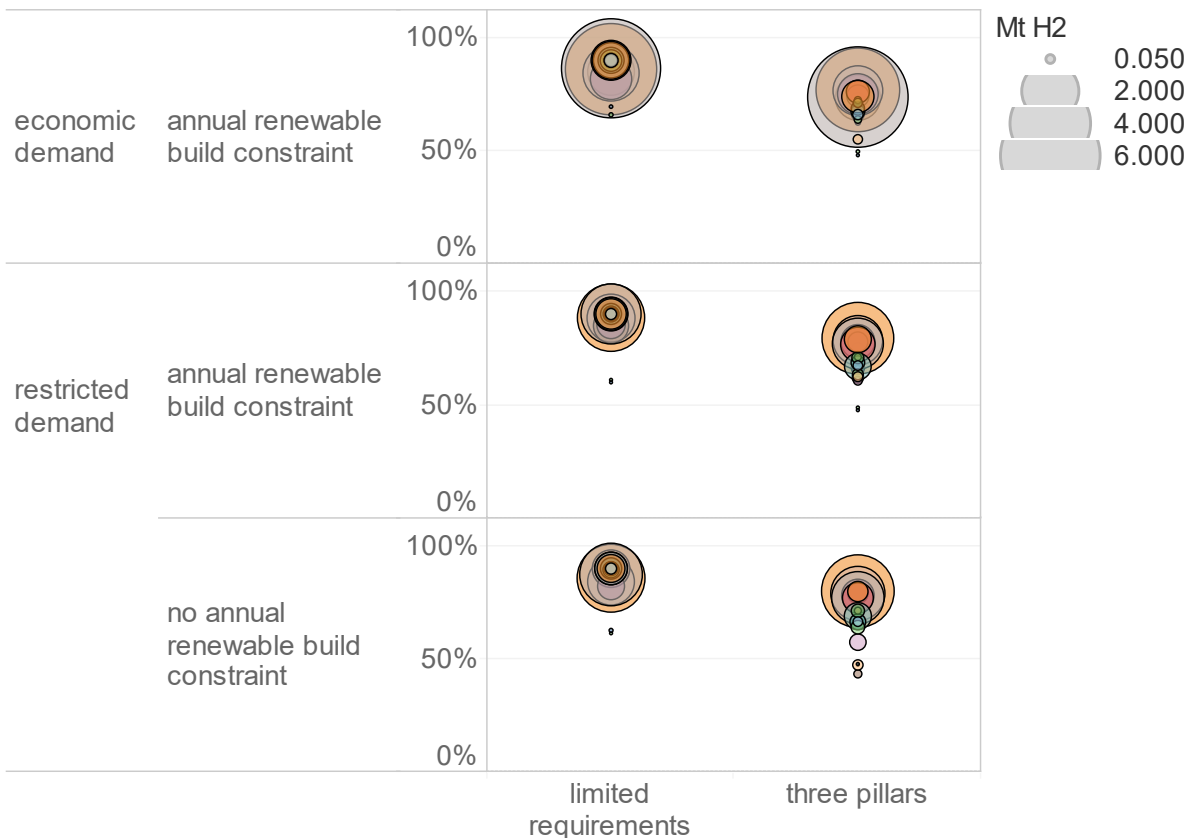 Mt H2
0.050
2.000
4.000
6.000
economic
demand
annual renewable
build constraint
100%
50%
0%
restricted
demand
annual renewable
build constraint
100%
50%
0%
no annual
renewable build
constraint
100%
50%
0%
limited
requirements
three pillars